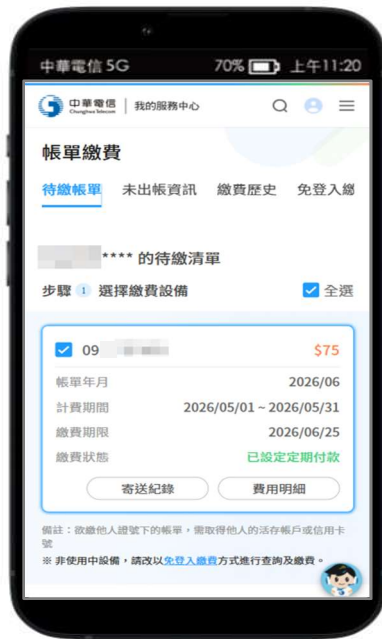 中華電信 5G 70% 上午11:20
中華電信 Chunghwa Telecom 我的服務中心
帳單繳費
待繳帳單 未出帳資訊 繳費歷史 免登入繳
**** 的待繳清單
步驟 1 選擇繳費設備 全選
09 $75
帳單年月 2026/06
計費期間 2026/05/01 ~ 2026/05/31
繳費期限 2026/06/25
繳費狀態 已設定定期付款
寄送紀錄 費用明細
備註：欲繳他人證號下的帳單，需取得他人的活存帳戶或信用卡
號
※ 非使用中設備，請改以免登入繳費方式進行查詢及繳費。